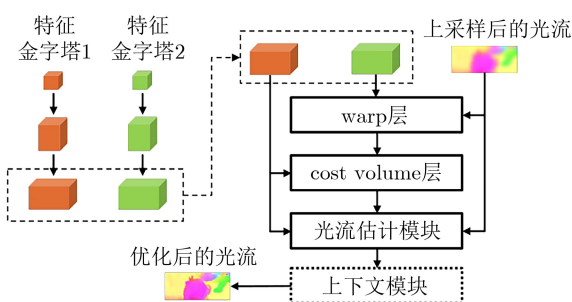 特征
金字塔1
特征
金字塔2
上采样后的光流
warp层
cost volume层
光流估计模块
优化后的光流
上下文模块